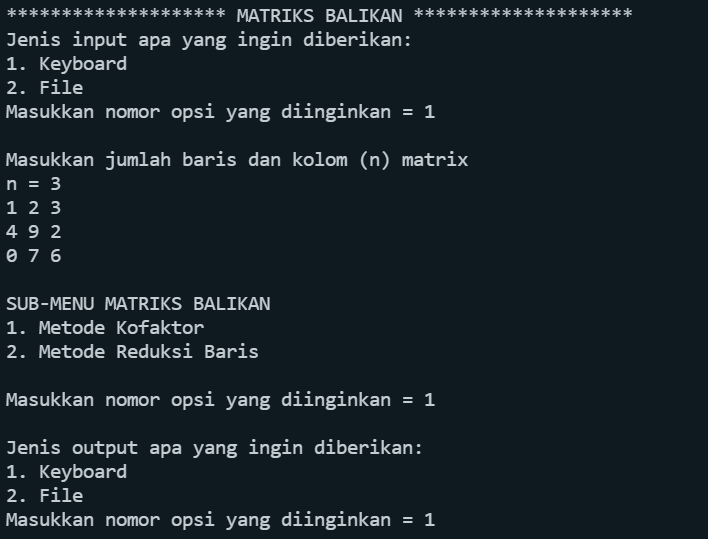 ******************** MATRIKS BALIKAN ********************
Jenis input apa yang ingin diberikan:
1. Keyboard
2. File
Masukkan nomor opsi yang diinginkan = 1
Masukkan jumlah baris dan kolom (n) matrix
n = 3
1 2 3
4 9 2
0 7 6
SUB-MENU MATRIKS BALIKAN
1. Metode Kofaktor
2. Metode Reduksi Baris
Masukkan nomor opsi yang diinginkan = 1
Jenis output apa yang ingin diberikan:
1. Keyboard
2. File
Masukkan nomor opsi yang diinginkan = 1